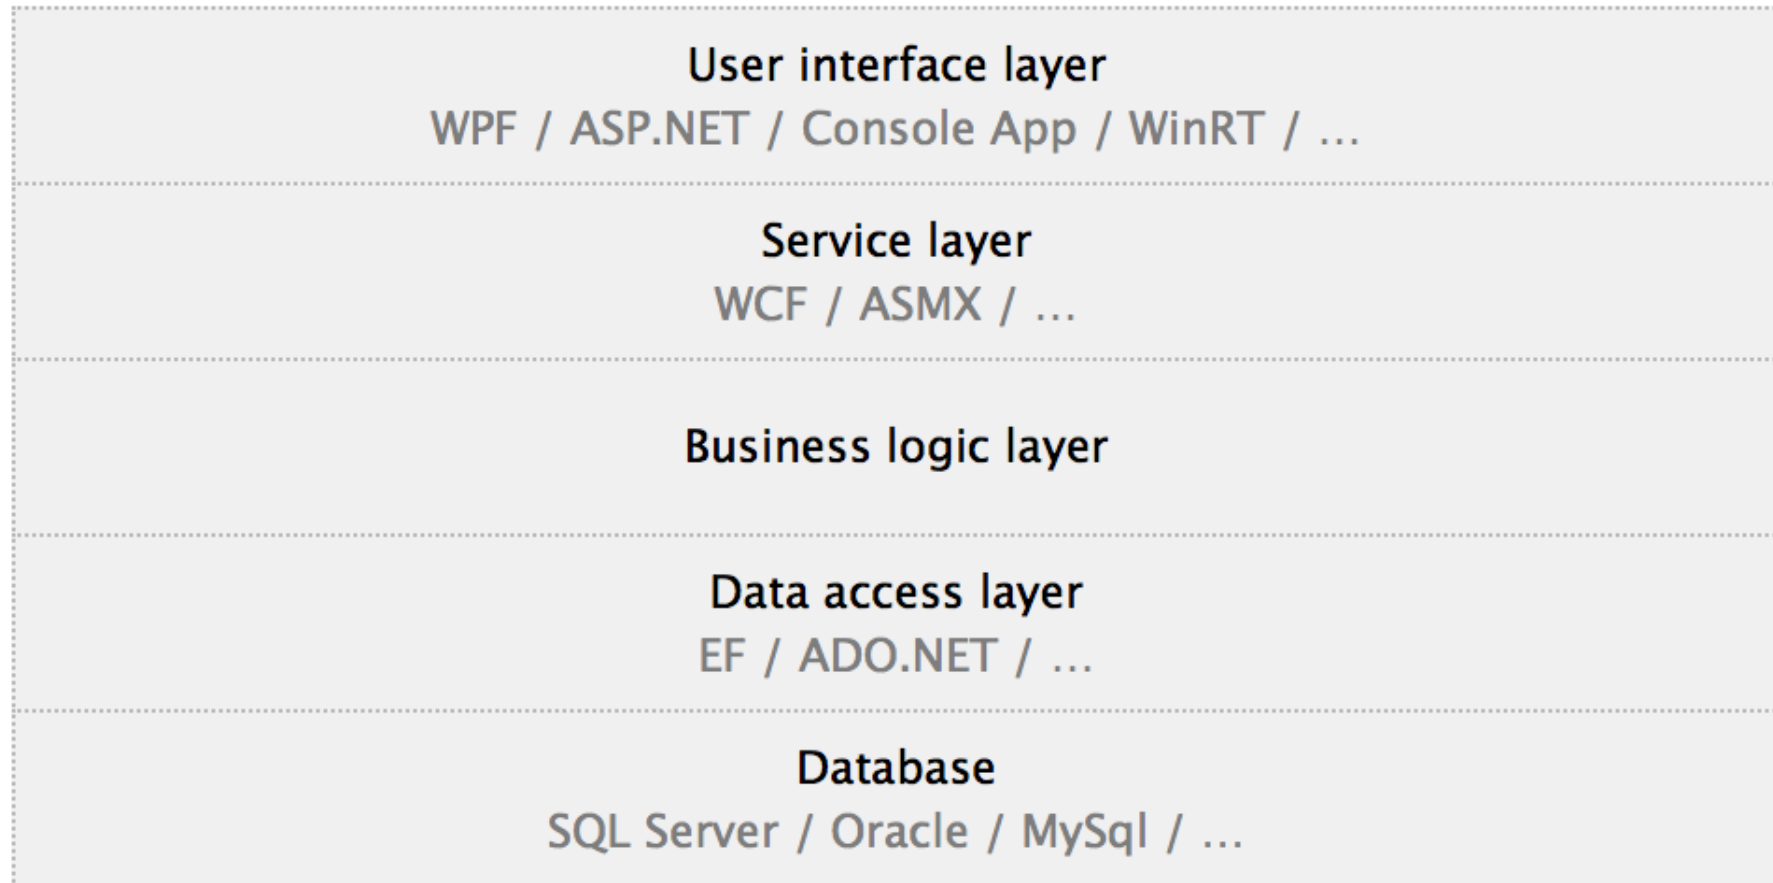 User interface layer
WPF / ASP.NET / Console App / WinRT / ...
Service layer
WCF / ASMX / ...
Business logic layer
Data access layer
EF / ADO.NET / ...
Database
SQL Server / Oracle / MySql / ...